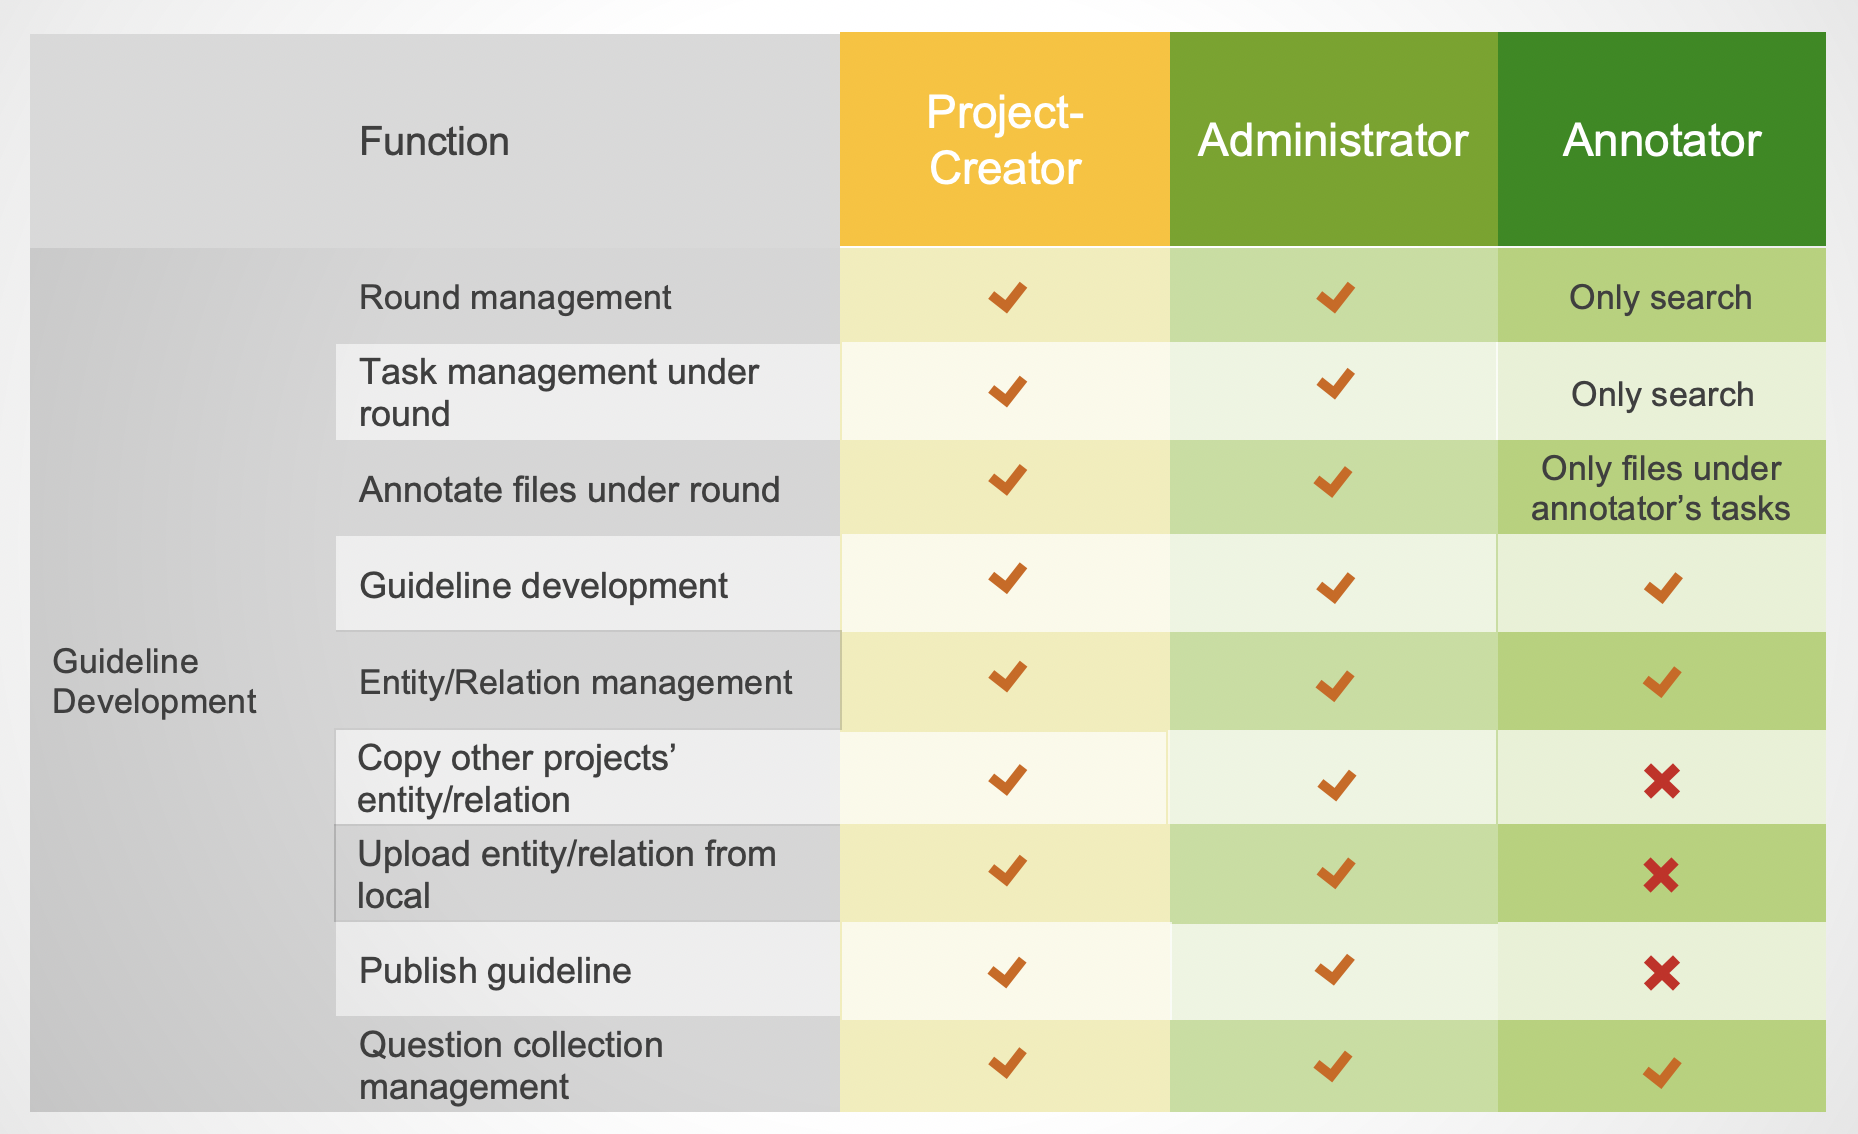 Function
Project-
Creator
Administrator
Annotator
Guideline
Development
Round management
Only search
Task management under
round
Only search
Annotate files under round
Only files under
annotator’s tasks
Guideline development
Entity/Relation management
Copy other projects’
entity/relation
Upload entity/relation from
local
Publish guideline
Question collection
management